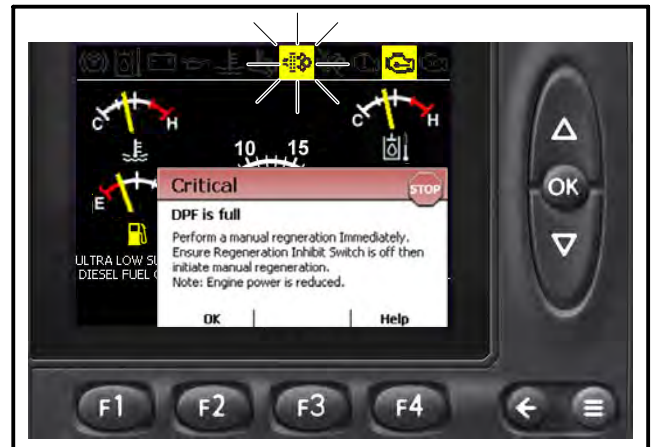 C H
C H
10 15
E
Critical STOP
DPF is full
Perform a manual regneration Immediately.
Ensure Regeneration Inhibit Switch is off then
initiate manual regeneration.
Note: Engine power is reduced.
OK Help
ULTRA LOW
DIESEL FUEL
OK
F1 F2 F3 F4